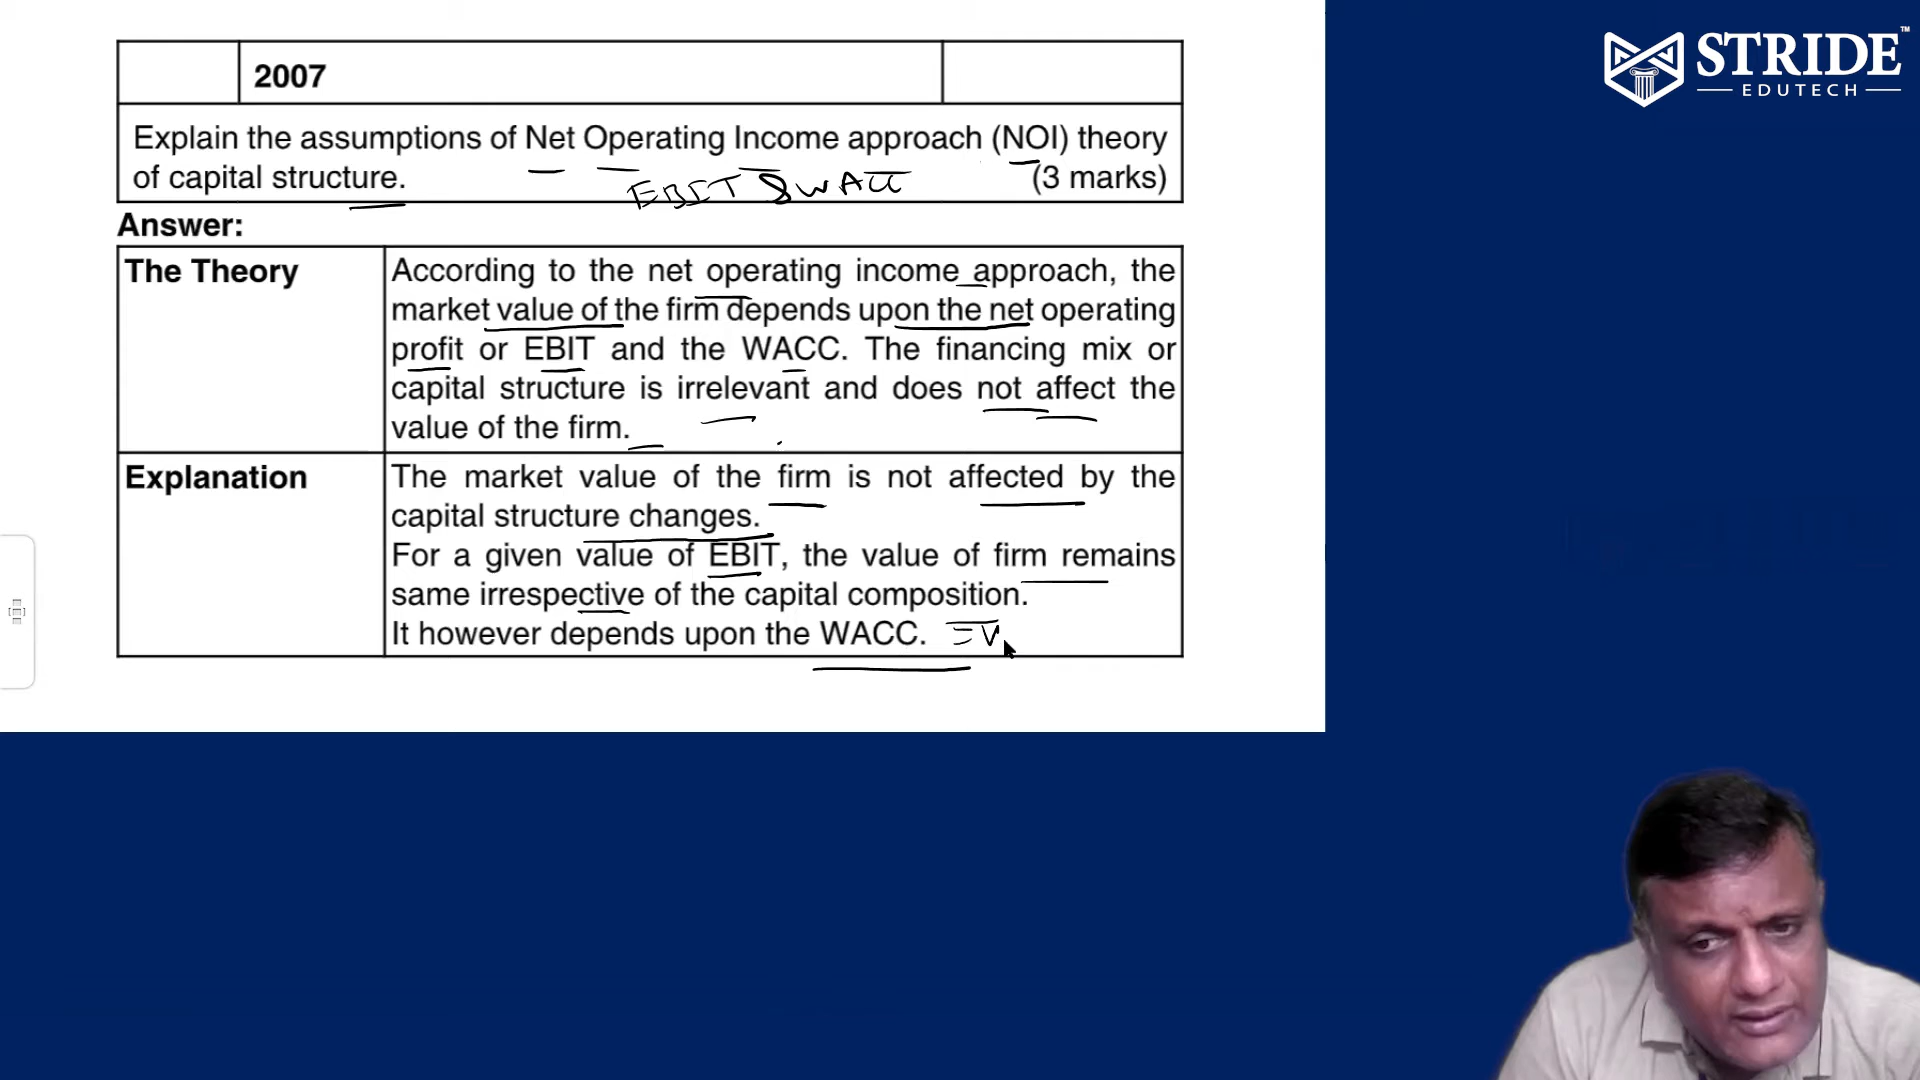 STRIDE™
EDUTECH
2007
Explain the assumptions of Net Operating Income approach (NOI) theory
of capital structure. (3 marks)
EBIT & WACC
Answer:
The Theory
According to the net operating income approach, the
market value of the firm depends upon the net operating
profit or EBIT and the WACC. The financing mix or
capital structure is irrelevant and does not affect the
value of the firm.
Explanation
The market value of the firm is not affected by the
capital structure changes.
For a given value of EBIT, the value of firm remains
same irrespective of the capital composition.
It however depends upon the WACC. = V